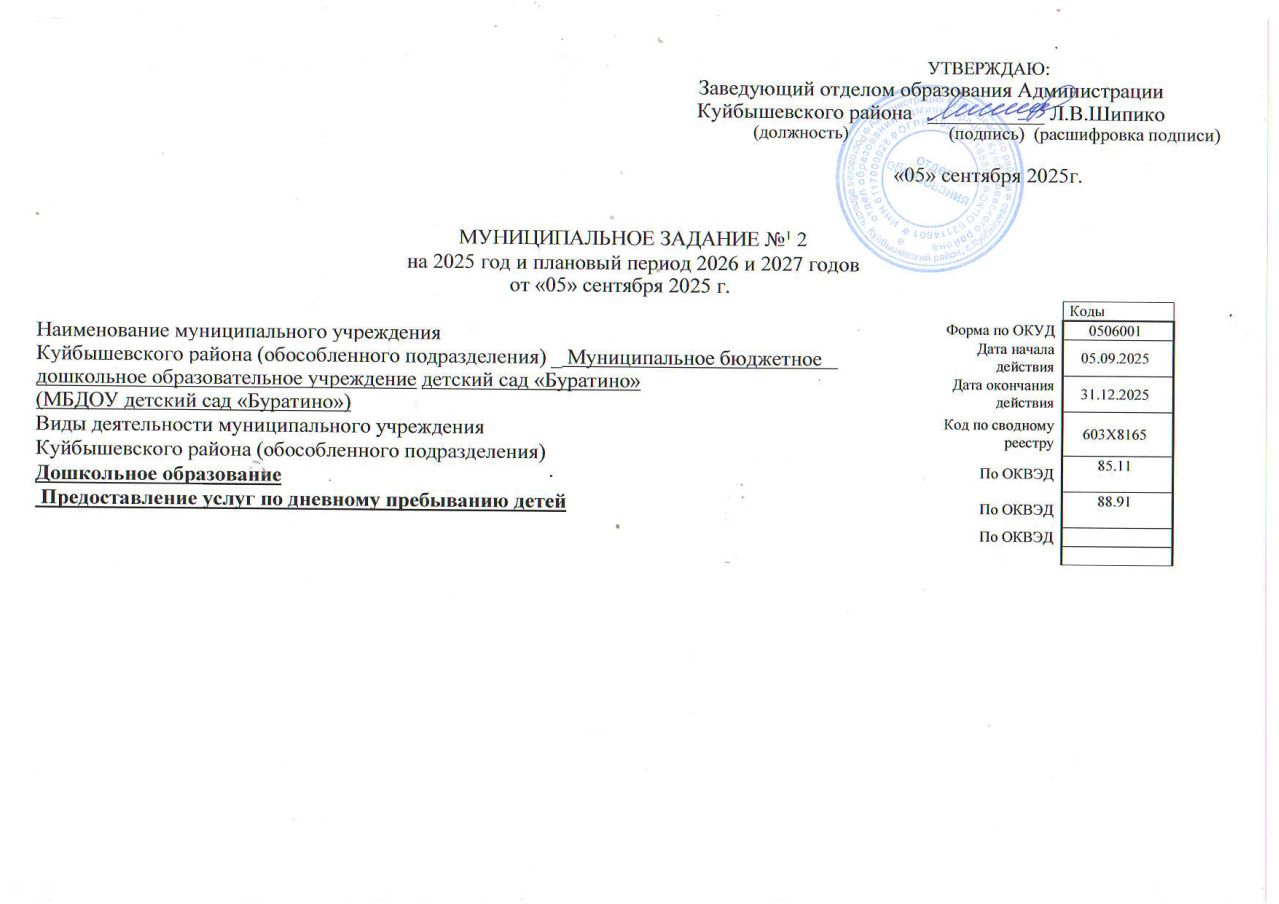 УТВЕРЖДАЮ:
Заведующий отделом образования Администрации
Куйбышевского района ____________ Л.В.Шипико
(должность) (подпись) (расшифровка подписи)
отдел
образования
«05» сентября 2025г.
МУНИЦИПАЛЬНОЕ ЗАДАНИЕ №¹ 2
на 2025 год и плановый период 2026 и 2027 годов
от «05» сентября 2025 г.
Наименование муниципального учреждения
Куйбышевского района (обособленного подразделения) _ Муниципальное бюджетное
дошкольное образовательное учреждение детский сад «Буратино»
(МБДОУ детский сад «Буратино»)
Виды деятельности муниципального учреждения
Куйбышевского района (обособленного подразделения)
Дошкольное образование
Предоставление услуг по дневному пребыванию детей
Коды
Форма по ОКУД 0506001
Дата начала
действия 05.09.2025
Дата окончания
действия 31.12.2025
Код по сводному
реестру 603Х8165
По ОКВЭД 85.11
По ОКВЭД 88.91
По ОКВЭД